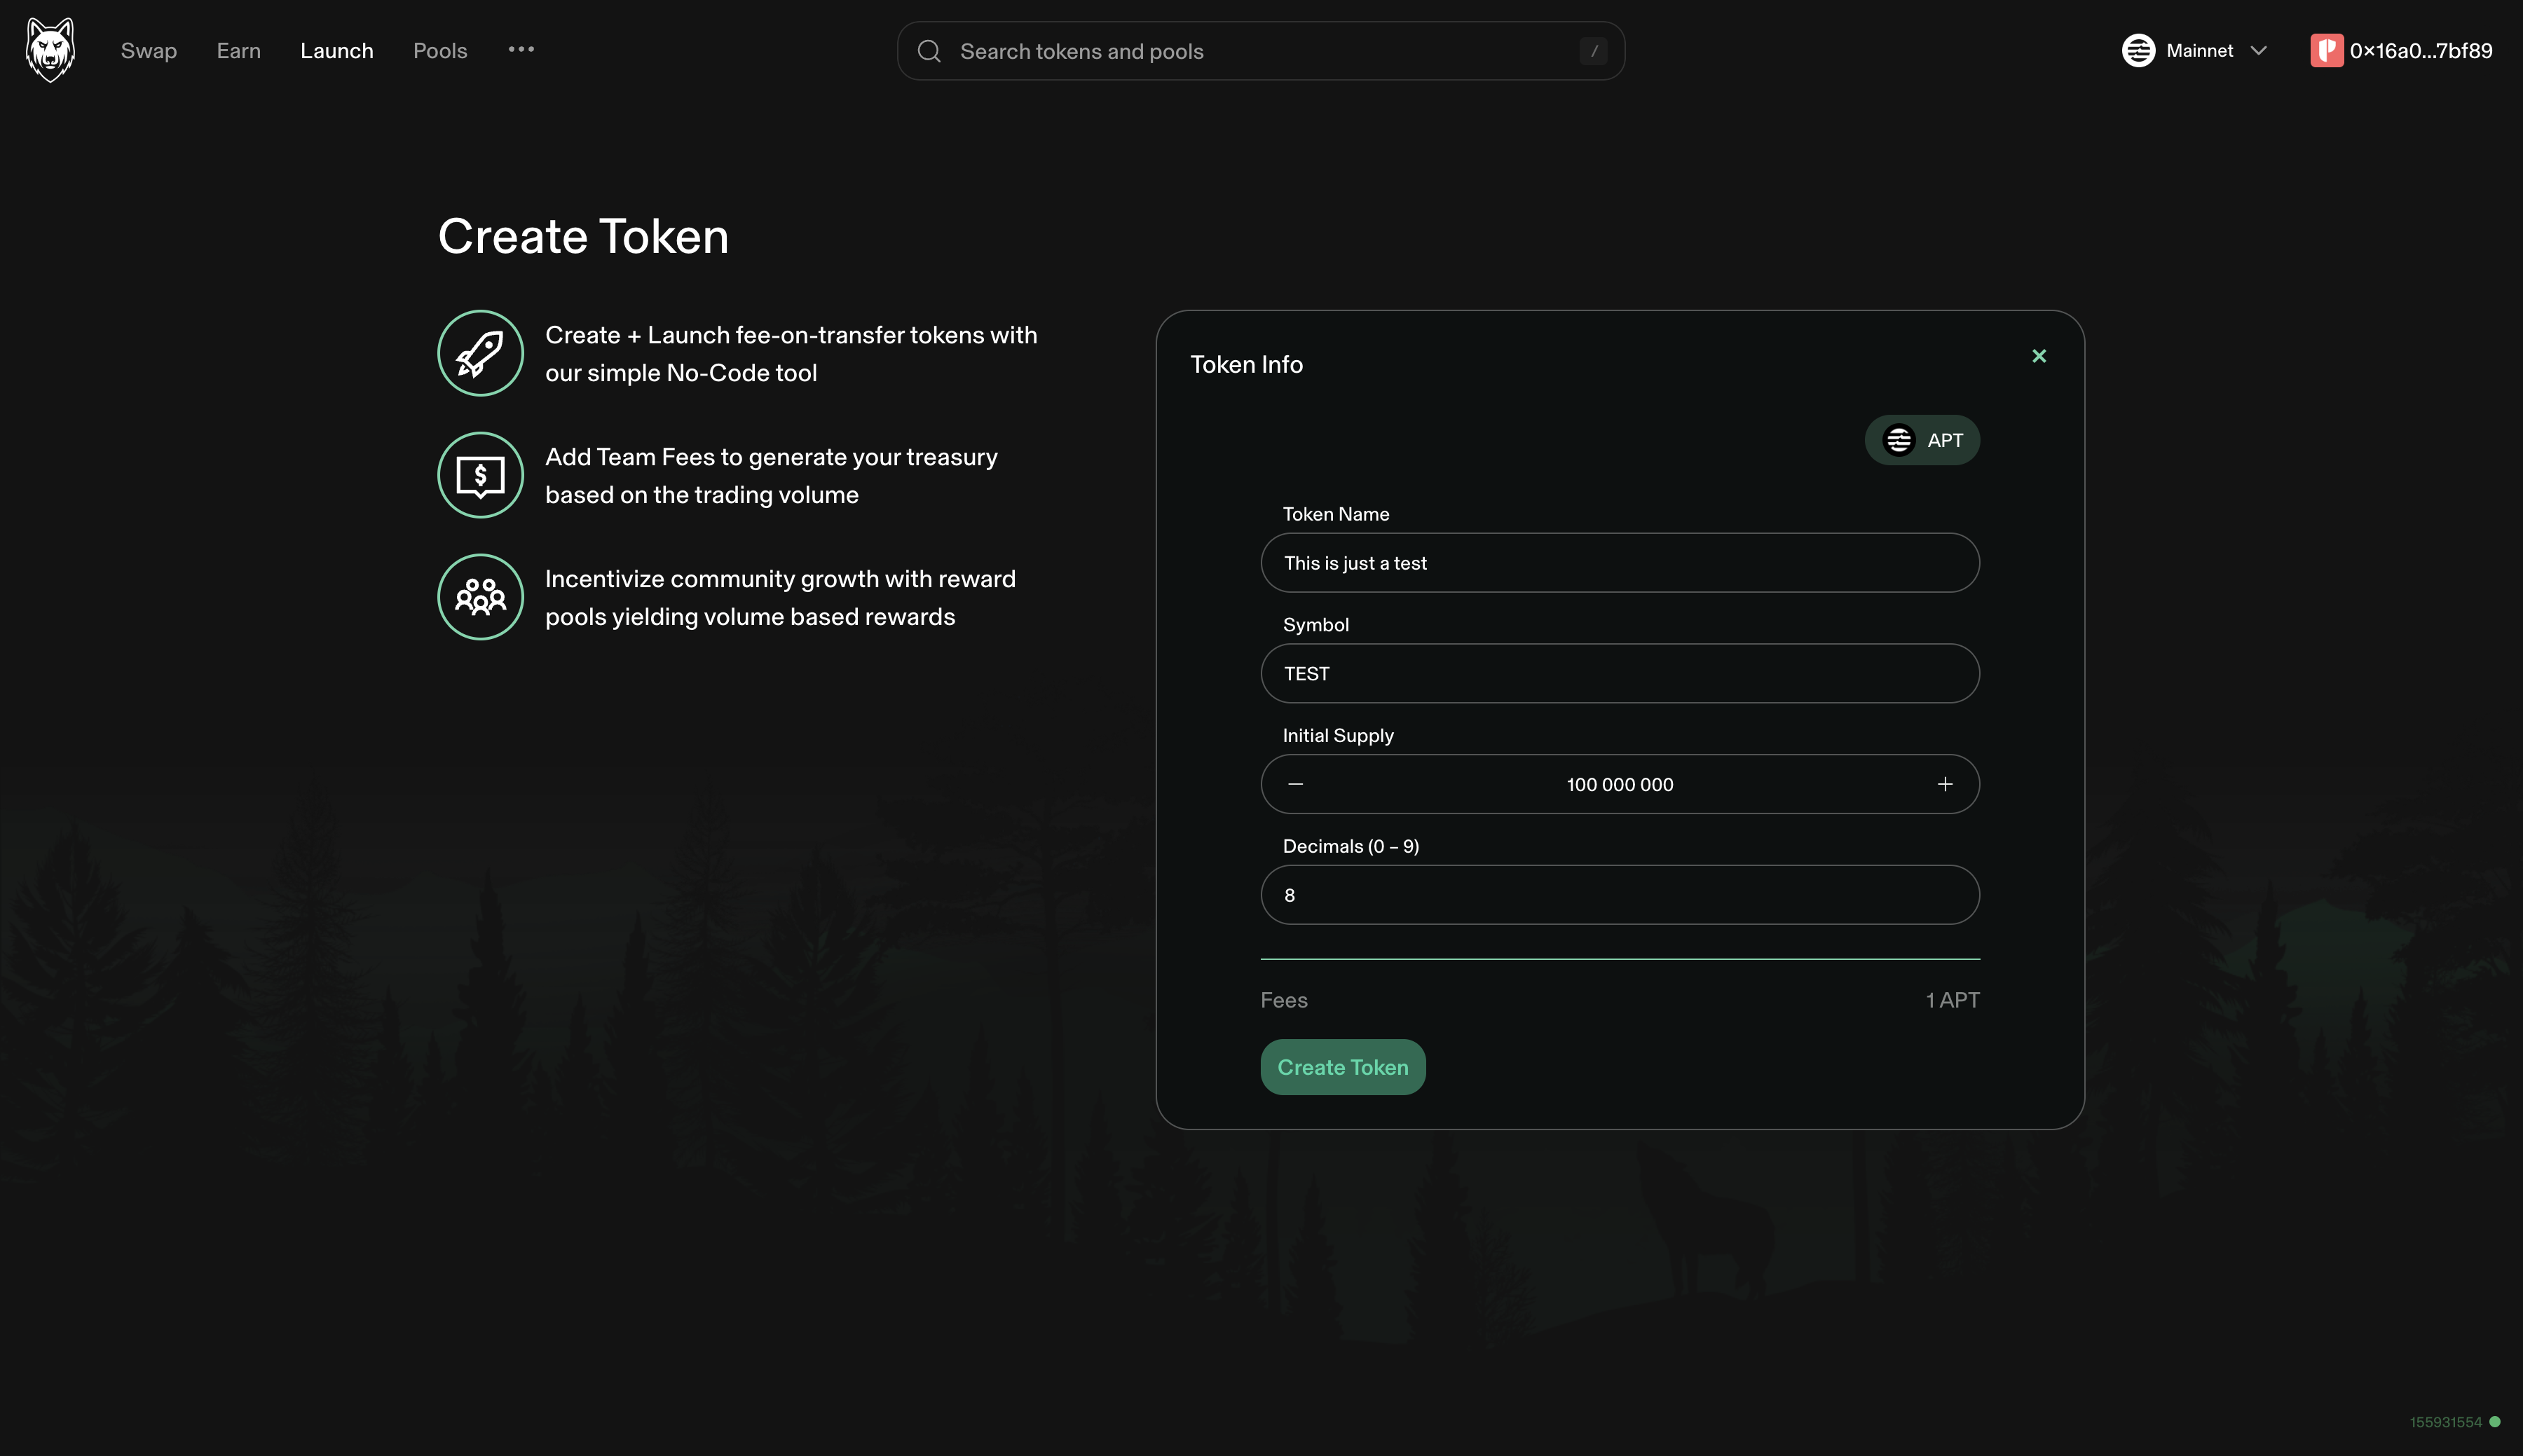 Swap
Earn
Launch
Pools
•••
Search tokens and pools
/
Mainnet
0x16a0...7bf89
Create Token
Create + Launch fee-on-transfer tokens with
our simple No-Code tool
$
Add Team Fees to generate your treasury
based on the trading volume
Incentivize community growth with reward
pools yielding volume based rewards
Token Info
APT
Token Name
This is just a test
Symbol
TEST
Initial Supply
— 100 000 000 +
Decimals (0 – 9)
8
Fees 1 APT
Create Token
155931554